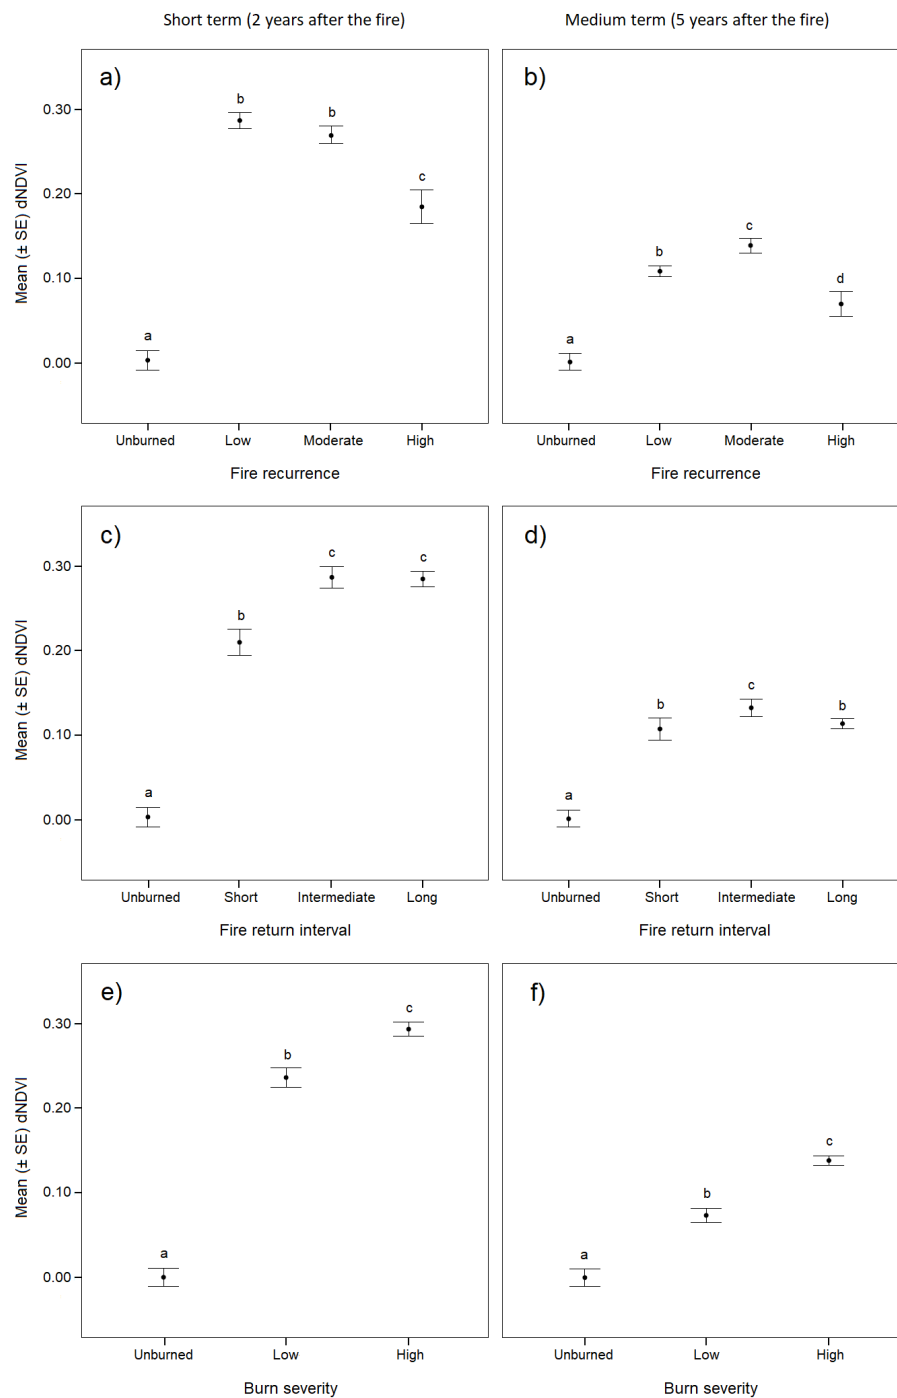 Short term (2 years after the fire)
Medium term (5 years after the fire)
a)
b)
Mean (± SE) dNDVI
0.30
0.20
0.10
0.00
a
b
b
c
a
b
c
d
Unburned Low Moderate High
Unburned Low Moderate High
Fire recurrence
Fire recurrence
c)
d)
Mean (± SE) dNDVI
0.30
0.20
0.10
0.00
a
b
c
c
a
b
c
b
Unburned Short Intermediate Long
Unburned Short Intermediate Long
Fire return interval
Fire return interval
e)
f)
Mean (± SE) dNDVI
0.30
0.20
0.10
0.00
a
b
c
a
b
c
Unburned Low High
Unburned Low High
Burn severity
Burn severity